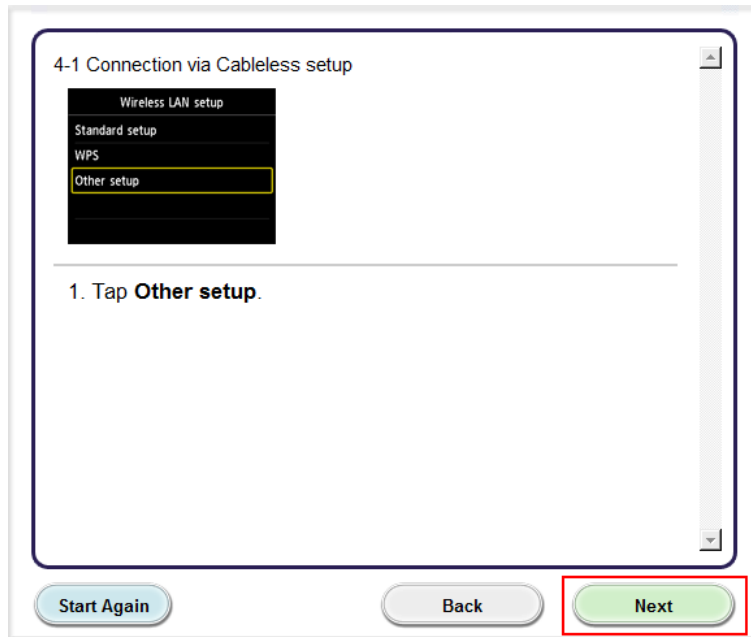 4-1 Connection via Cableless setup
Wireless LAN setup
Standard setup
WPS
Other setup
1. Tap Other setup.
Start Again
Back
Next